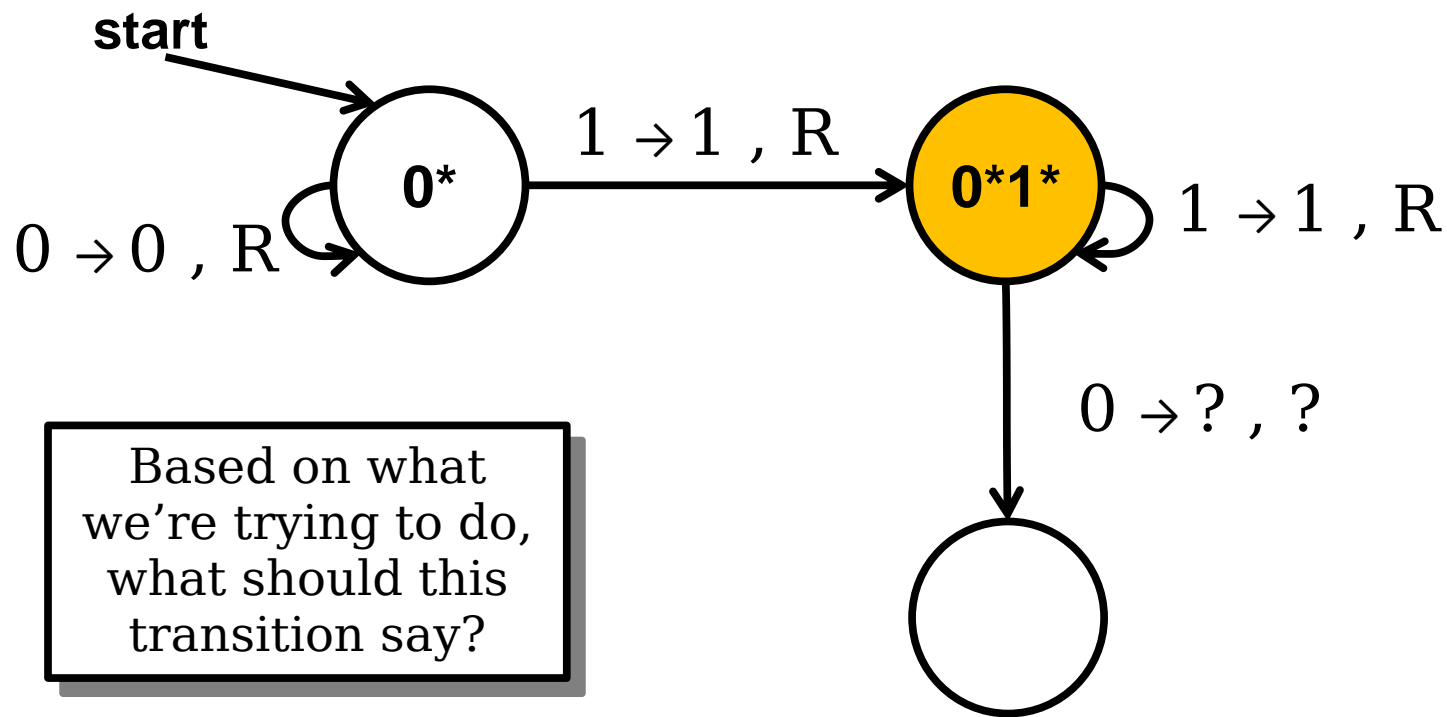 start
1 → 1 , R
0*
0*1*
1 → 1 , R
0 → 0 , R
0 → ? , ?
Based on what
we’re trying to do,
what should this
transition say?